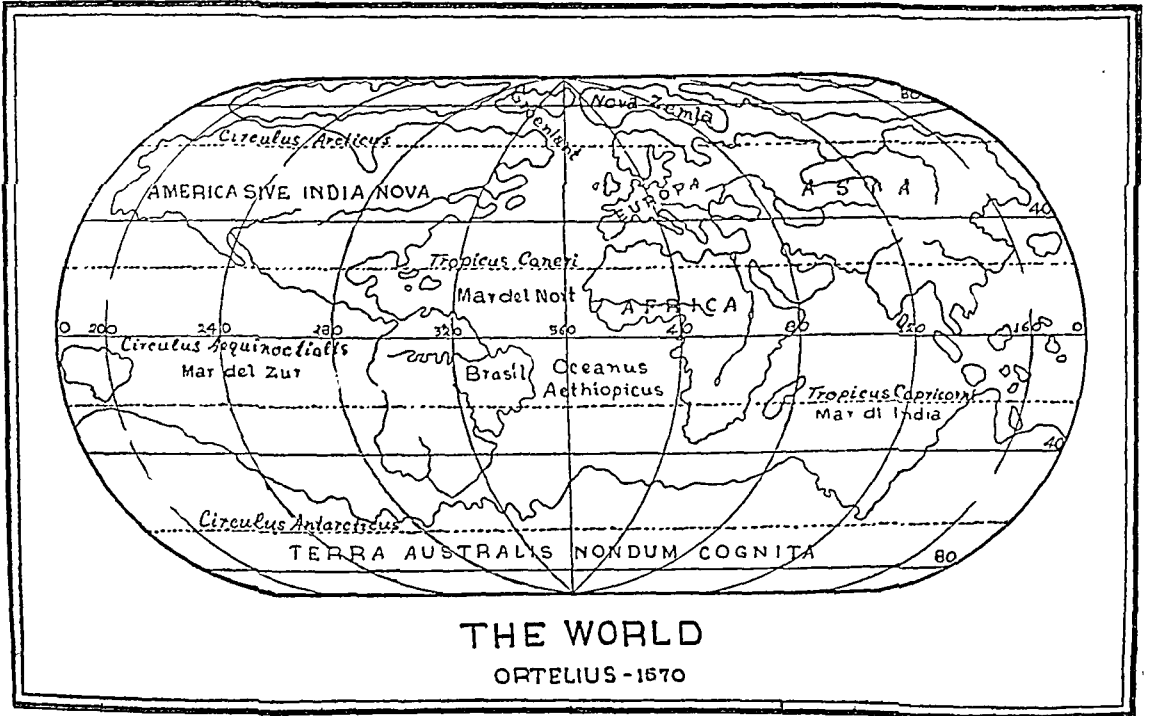 80
Nova Zemla
Grenlant
Circulus Arcticus
AMERICA SIVE INDIA NOVA
EUROPA
ASIA
40
Tropicus Cancri
Mar del Nort
AFRICA
0 200 240 280 320 360 40 80 120 160 0
Circulus Aequinoctialis
Mar del Zur
Brasil
Oceanus
Aethiopicus
Tropicus Capricorni
Mar di India
40
Circulus Antarcticus
TERRA AUSTRALIS NONDUM COGNITA
80
THE WORLD
ORTELIUS - 1570